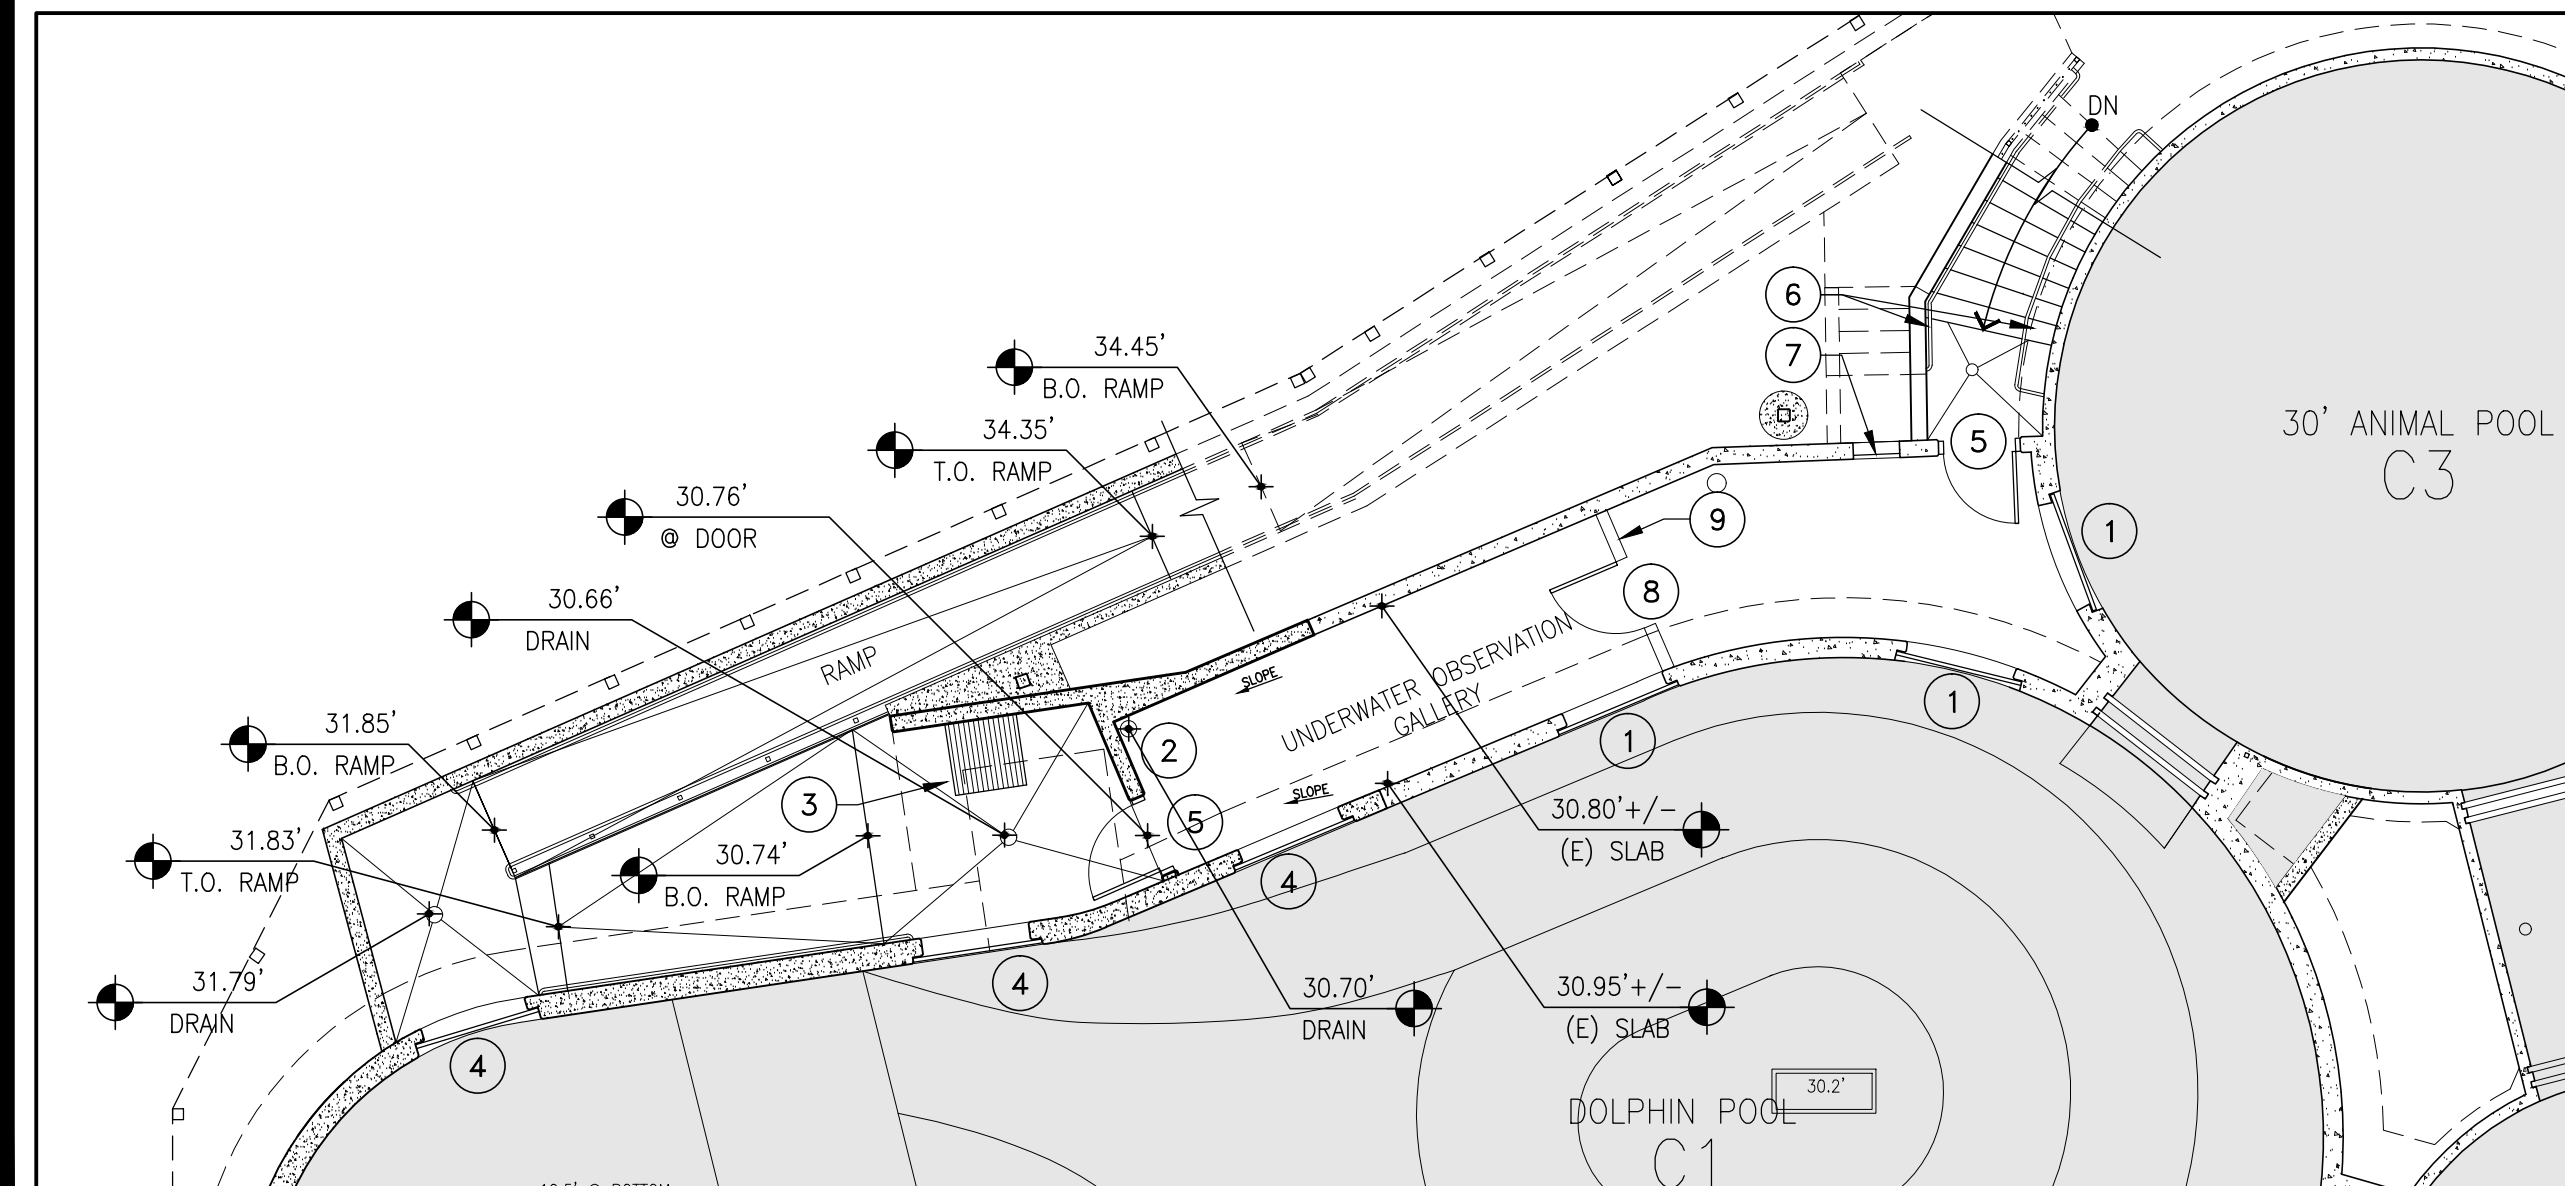 DN
6
34.45'
B.O. RAMP
7
34.35'
T.O. RAMP
5
30' ANIMAL POOL
C3
30.76'
@ DOOR
9
1
30.66'
DRAIN
8
RAMP
SLOPE
UNDERWATER OBSERVATION
GALLERY
1
31.85'
B.O. RAMP
2
1
3
SLOPE
5
30.80'+/-
(E) SLAB
31.83'
T.O. RAMP
30.74'
B.O. RAMP
4
31.79'
DRAIN
4
30.70'
DRAIN
30.95'+/-
(E) SLAB
4
30.2'
DOLPHIN POOL
C1